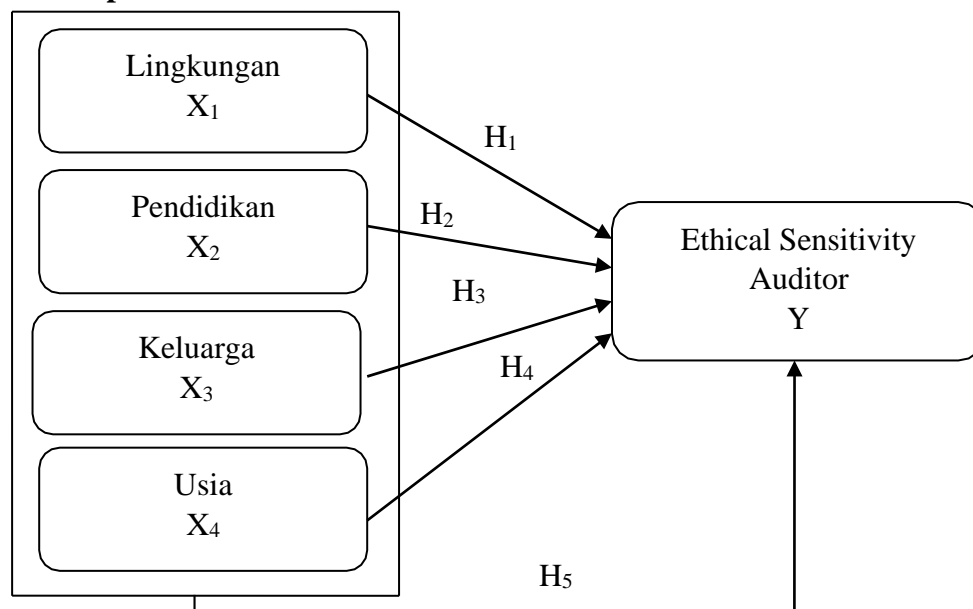 Lingkungan
X₁
Pendidikan
X₂
Keluarga
X₃
Usia
X₄
H₁
H₂
H₃
H₄
H₅
Ethical Sensitivity
Auditor
Y